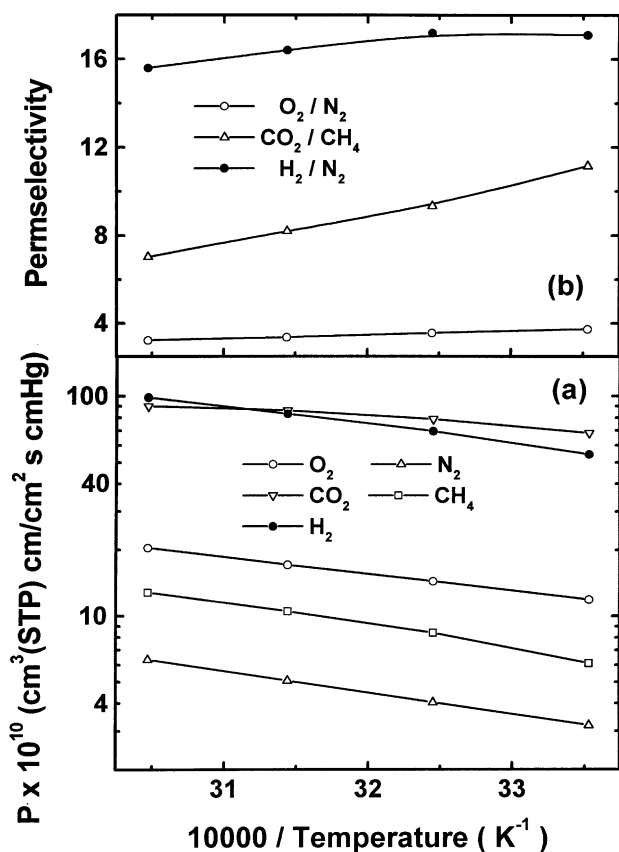 Permselectivity
16
12
8
4
O2 / N2
CO2 / CH4
H2 / N2
(b)
P x 10^10 (cm^3(STP) cm/cm^2 s cmHg)
100
40
10
4
(a)
O2 N2
CO2 CH4
H2
31 32 33
10000 / Temperature ( K^-1)